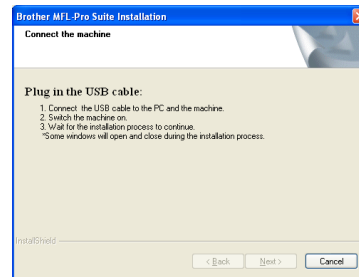 Brother MFL-Pro Suite Installation
Connect the machine
Plug in the USB cable:
1. Connect the USB cable to the PC and the machine.
2. Switch the machine on.
3. Wait for the installation process to continue.
*Some windows will open and close during the installation process.
InstallShield
< Back Next > Cancel